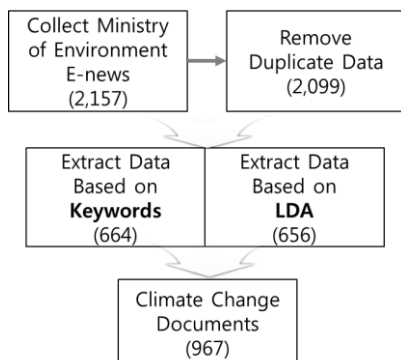 Collect Ministry
of Environment
E-news
(2,157)
Remove
Duplicate Data
(2,099)
Extract Data
Based on
Keywords
(664)
Extract Data
Based on
LDA
(656)
Climate Change
Documents
(967)